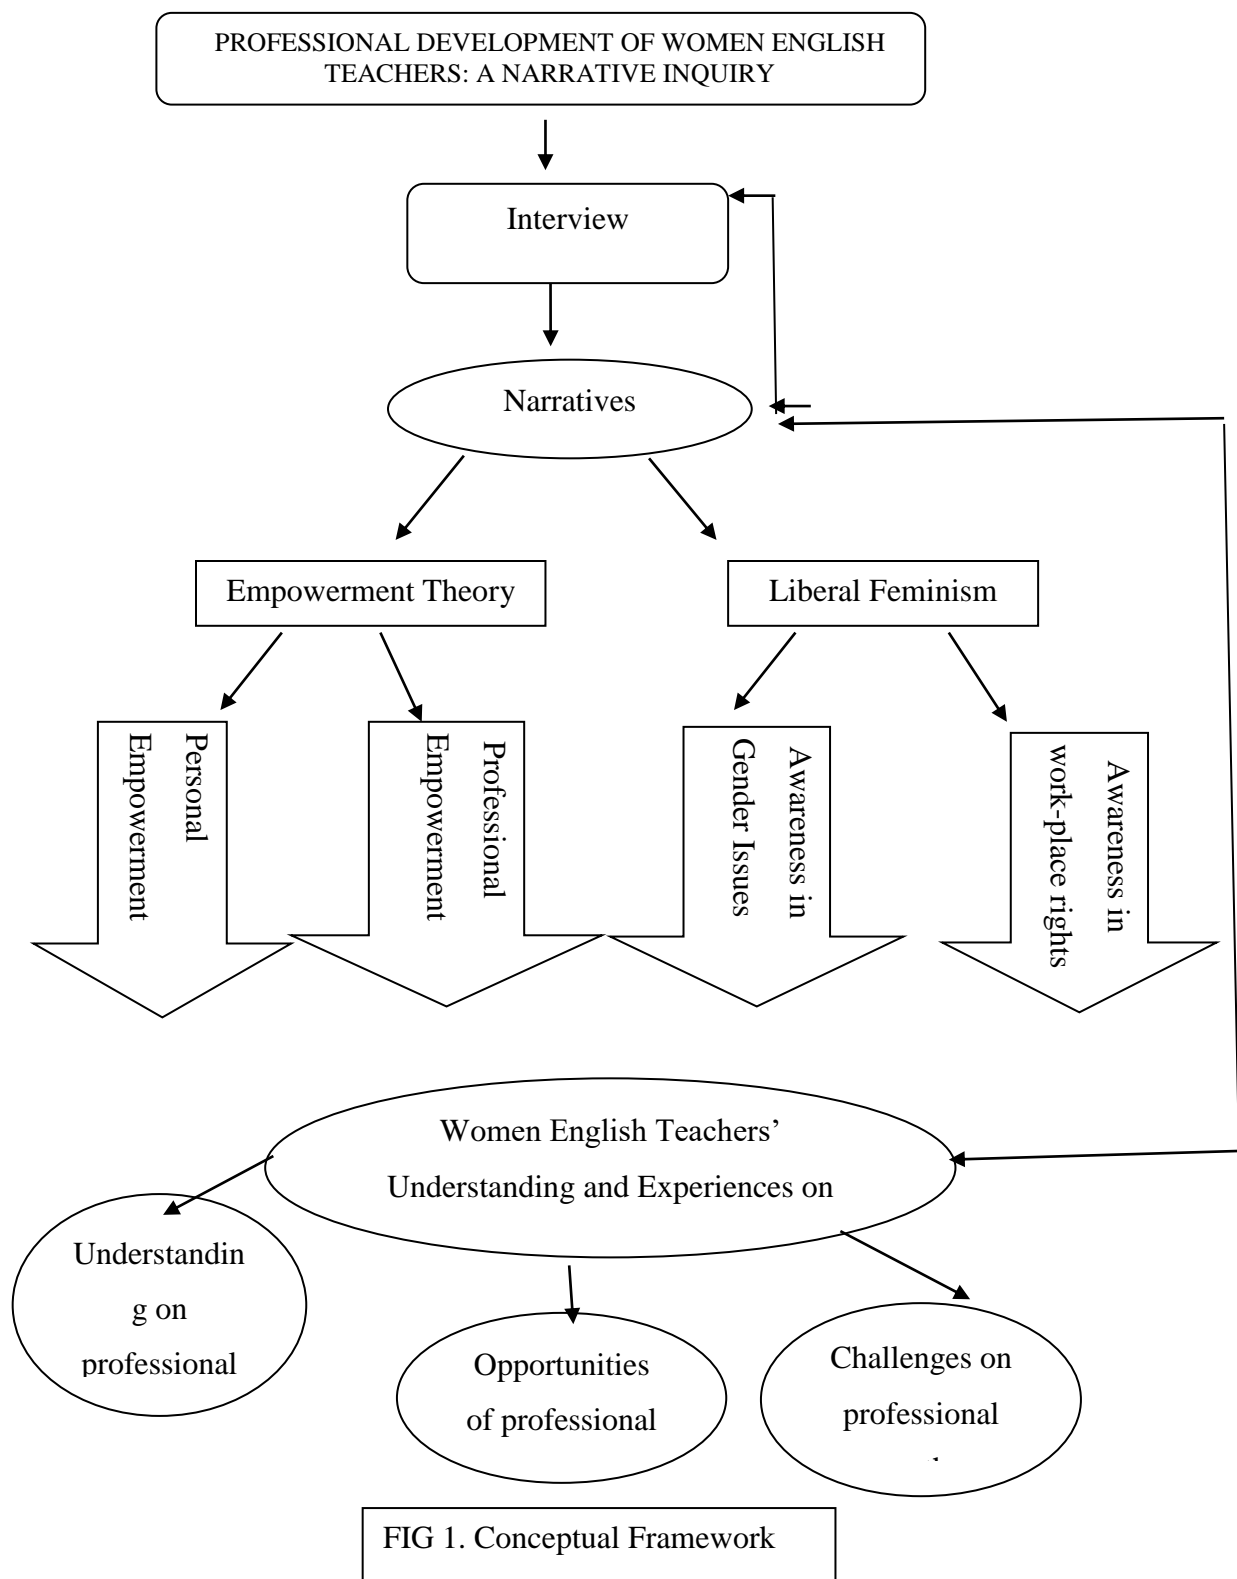 PROFESSIONAL DEVELOPMENT OF WOMEN ENGLISH
TEACHERS: A NARRATIVE INQUIRY
Interview
Narratives
Empowerment Theory
Liberal Feminism
Personal
Empowerment
Professional
Empowerment
Awareness in
Gender Issues
Awareness in
work-place rights
Women English Teachers’
Understanding and Experiences on
Understandin
g on
professional
Opportunities
of professional
Challenges on
professional
FIG 1. Conceptual Framework